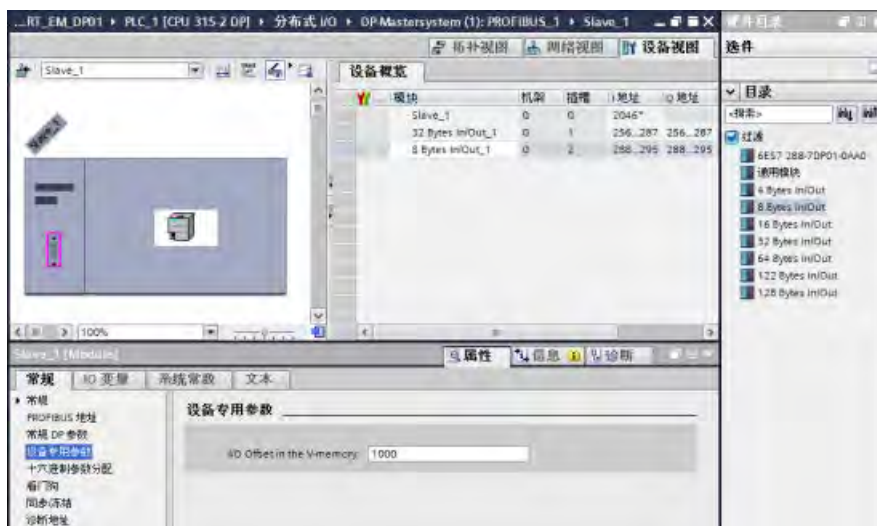 ...RT_EM_DP01 ▸ PLC_1 [CPU 315-2 DP] ▸ 分布式 I/O ▸ DP-Mastersystem (1): PROFIBUS_1 ▸ Slave_1
硬件目录
拓扑视图 网络视图 设备视图
选件
Slave_1
设备概览
目录
模块 机架 插槽 I 地址 Q 地址
<搜索>
Slave_1 0 0 2046*
32 Bytes In/Out_1 0 1 256...287 256...287
8 Bytes In/Out_1 0 2 288...295 288...295
过滤
6ES7 288-7DP01-0AA0
通用模块
4 Bytes In/Out
8 Bytes In/Out
16 Bytes In/Out
32 Bytes In/Out
64 Bytes In/Out
122 Bytes In/Out
128 Bytes In/Out
Slave_1
100%
Slave_1 [Module]
属性 信息 诊断
常规 IO 变量 系统常数 文本
常规
PROFIBUS 地址
常规 DP 参数
设备专用参数
十六进制参数分配
看门狗
同步/冻结
诊断地址
设备专用参数
I/O Offset in the V-memory: 1000